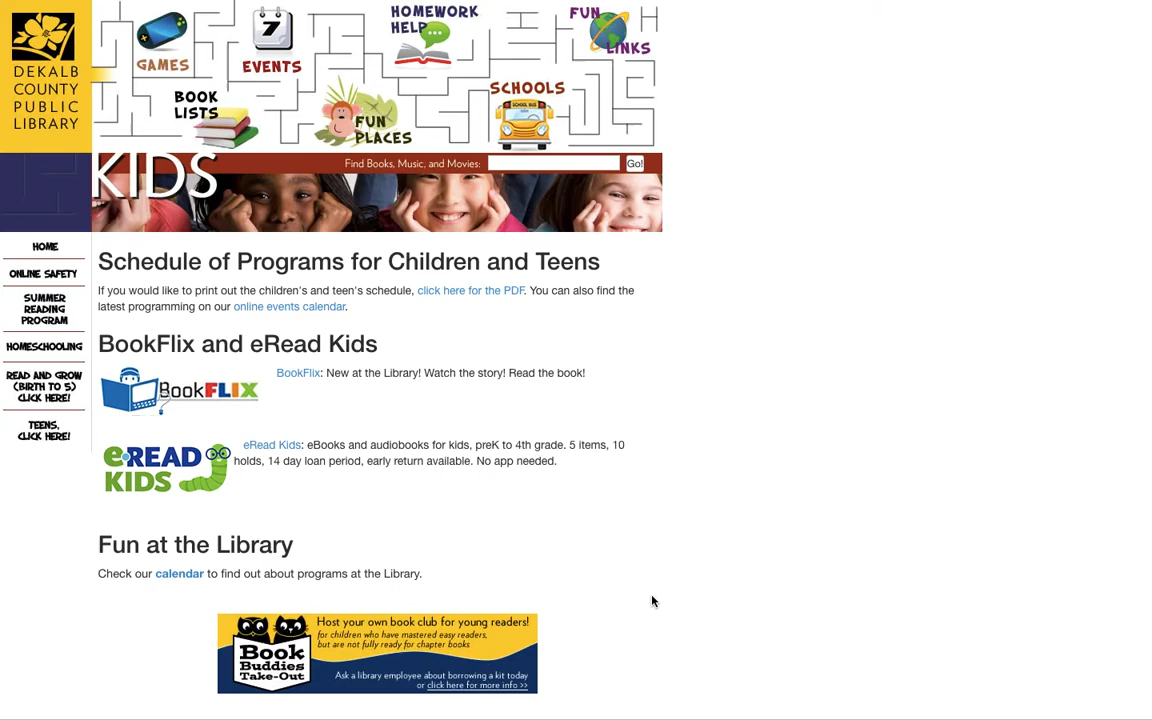 DEKALB
COUNTY
PUBLIC
LIBRARY
GAMES
7
EVENTS
HOMEWORK
HELP
FUN
LINKS
BOOK
LISTS
FUN
PLACES
SCHOOLS
SCHOOL BUS
KIDS
Find Books, Music, and Movies:
Go!
HOME
ONLINE SAFETY
SUMMER
READING
PROGRAM
HOMESCHOOLING
READ AND GROW
(BIRTH TO 5)
CLICK HERE!
TEENS,
CLICK HERE!
Schedule of Programs for Children and Teens
If you would like to print out the children's and teen's schedule, click here for the PDF. You can also find the
latest programming on our online events calendar.
BookFlix and eRead Kids
BookFLIX
BookFlix: New at the Library! Watch the story! Read the book!
eREAD
KIDS
eRead Kids: eBooks and audiobooks for kids, preK to 4th grade. 5 items, 10
holds, 14 day loan period, early return available. No app needed.
Fun at the Library
Check our calendar to find out about programs at the Library.
Book
Buddies
Take-Out
Host your own book club for young readers!
for children who have mastered easy readers,
but are not fully ready for chapter books
Ask a library employee about borrowing a kit today
or click here for more info >>